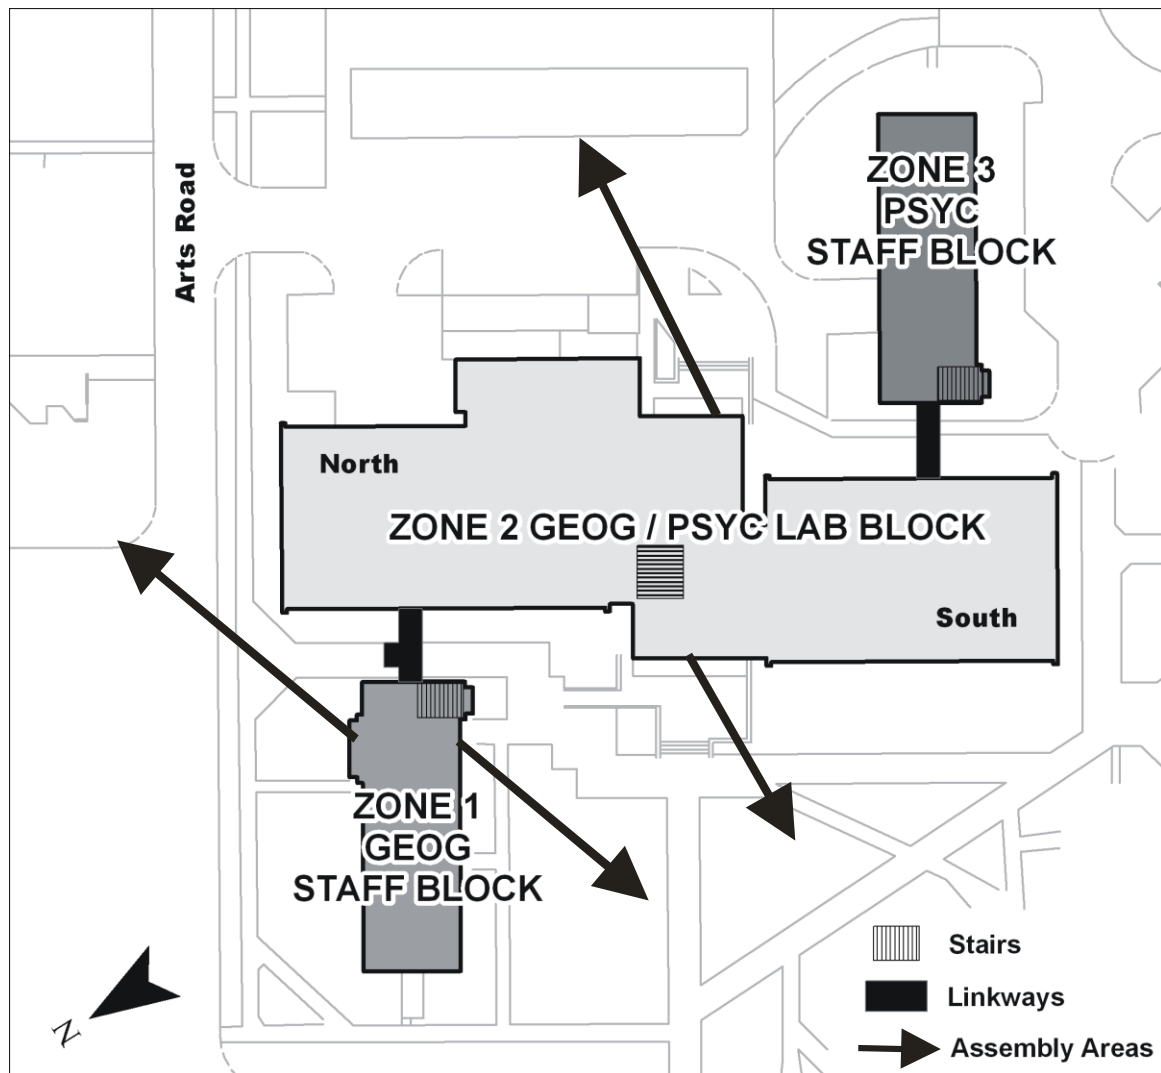 Arts Road
ZONE 3
PSYC
STAFF BLOCK
North
ZONE 2 GEOG / PSYC LAB BLOCK
South
ZONE 1
GEOG
STAFF BLOCK
N
Stairs
Linkways
Assembly Areas